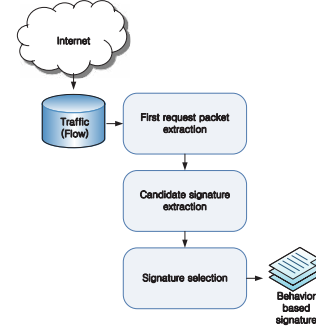 Internet
Traffic
(Flow)
First request packet
extraction
Candidate signature
extraction
Signature selection
Behavior
based
signature